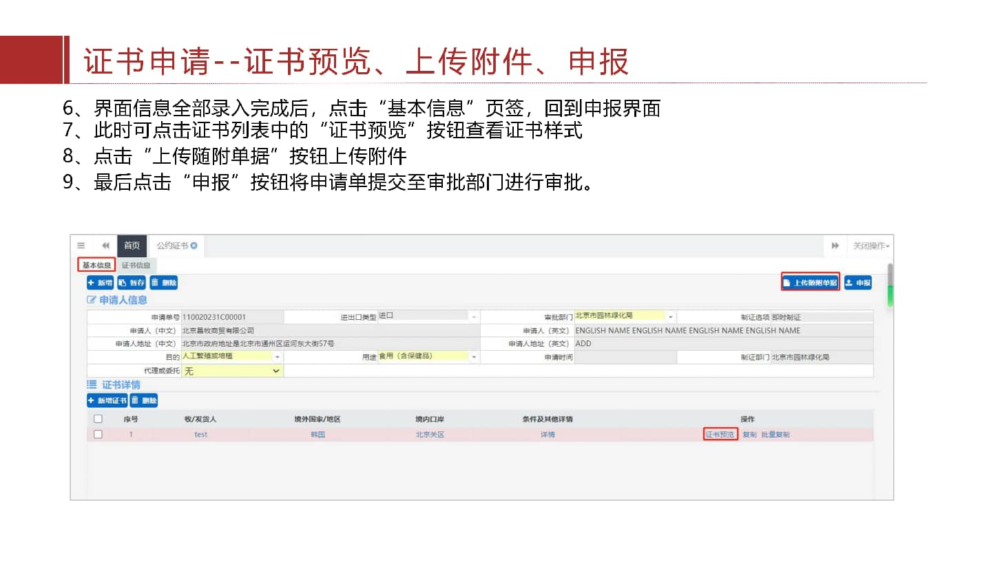 证书申请--证书预览、上传附件、申报
6、界面信息全部录入完成后，点击“基本信息”页签，回到申报界面
7、此时可点击证书列表中的“证书预览”按钮查看证书样式
8、点击“上传随附单据”按钮上传附件
9、最后点击“申报”按钮将申请单提交至审批部门进行审批。
首页 公约证书 关闭操作
基本信息 证书信息
新增 暂存 删除 上传随附单据 申报
申请人信息
申请单号 110020231C00001 进出口类型 进口 审批部门 北京市园林绿化局 制证选项 即时制证
申请人（中文） 北京昌牧商贸有限公司 申请人（英文） ENGLISH NAME ENGLISH NAME ENGLISH NAME ENGLISH NAME
申请人地址（中文） 北京市政府地址是北京市通州区运河东大街57号 申请人地址（英文） ADD
目的 人工繁殖或培植 用途 食用（含保健品） 申请时间 制证部门 北京市园林绿化局
代理或委托 无
证书详情
新增证书 删除
序号 收/发货人 境外国家/地区 境内口岸 条件及其他详情 操作
1 test 韩国 北京关区 详情 证书预览 复制 批量复制